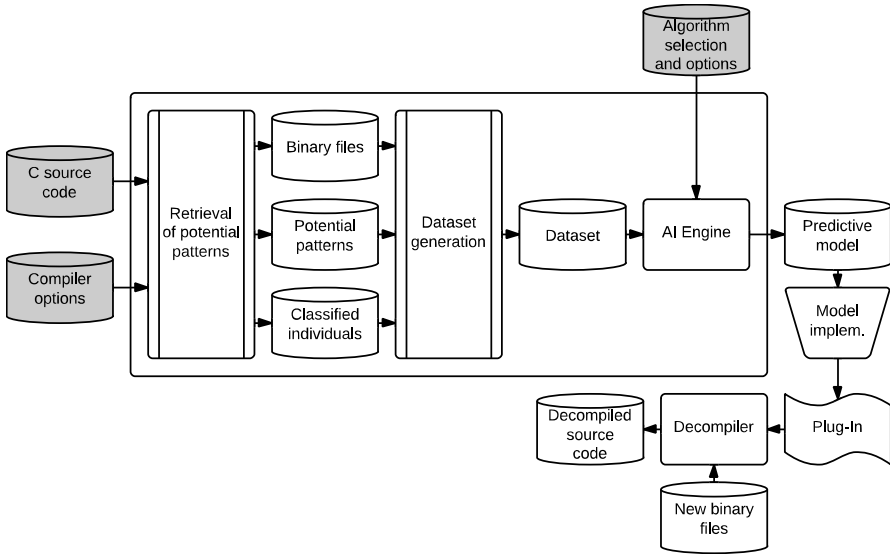 Algorithm
selection
and options
C source
code
Compiler
options
Retrieval
of potential
patterns
Binary files
Potential
patterns
Classified
individuals
Dataset
generation
Dataset
AI Engine
Predictive
model
Model
implem.
Plug-In
Decompiler
Decompiled
source
code
New binary
files